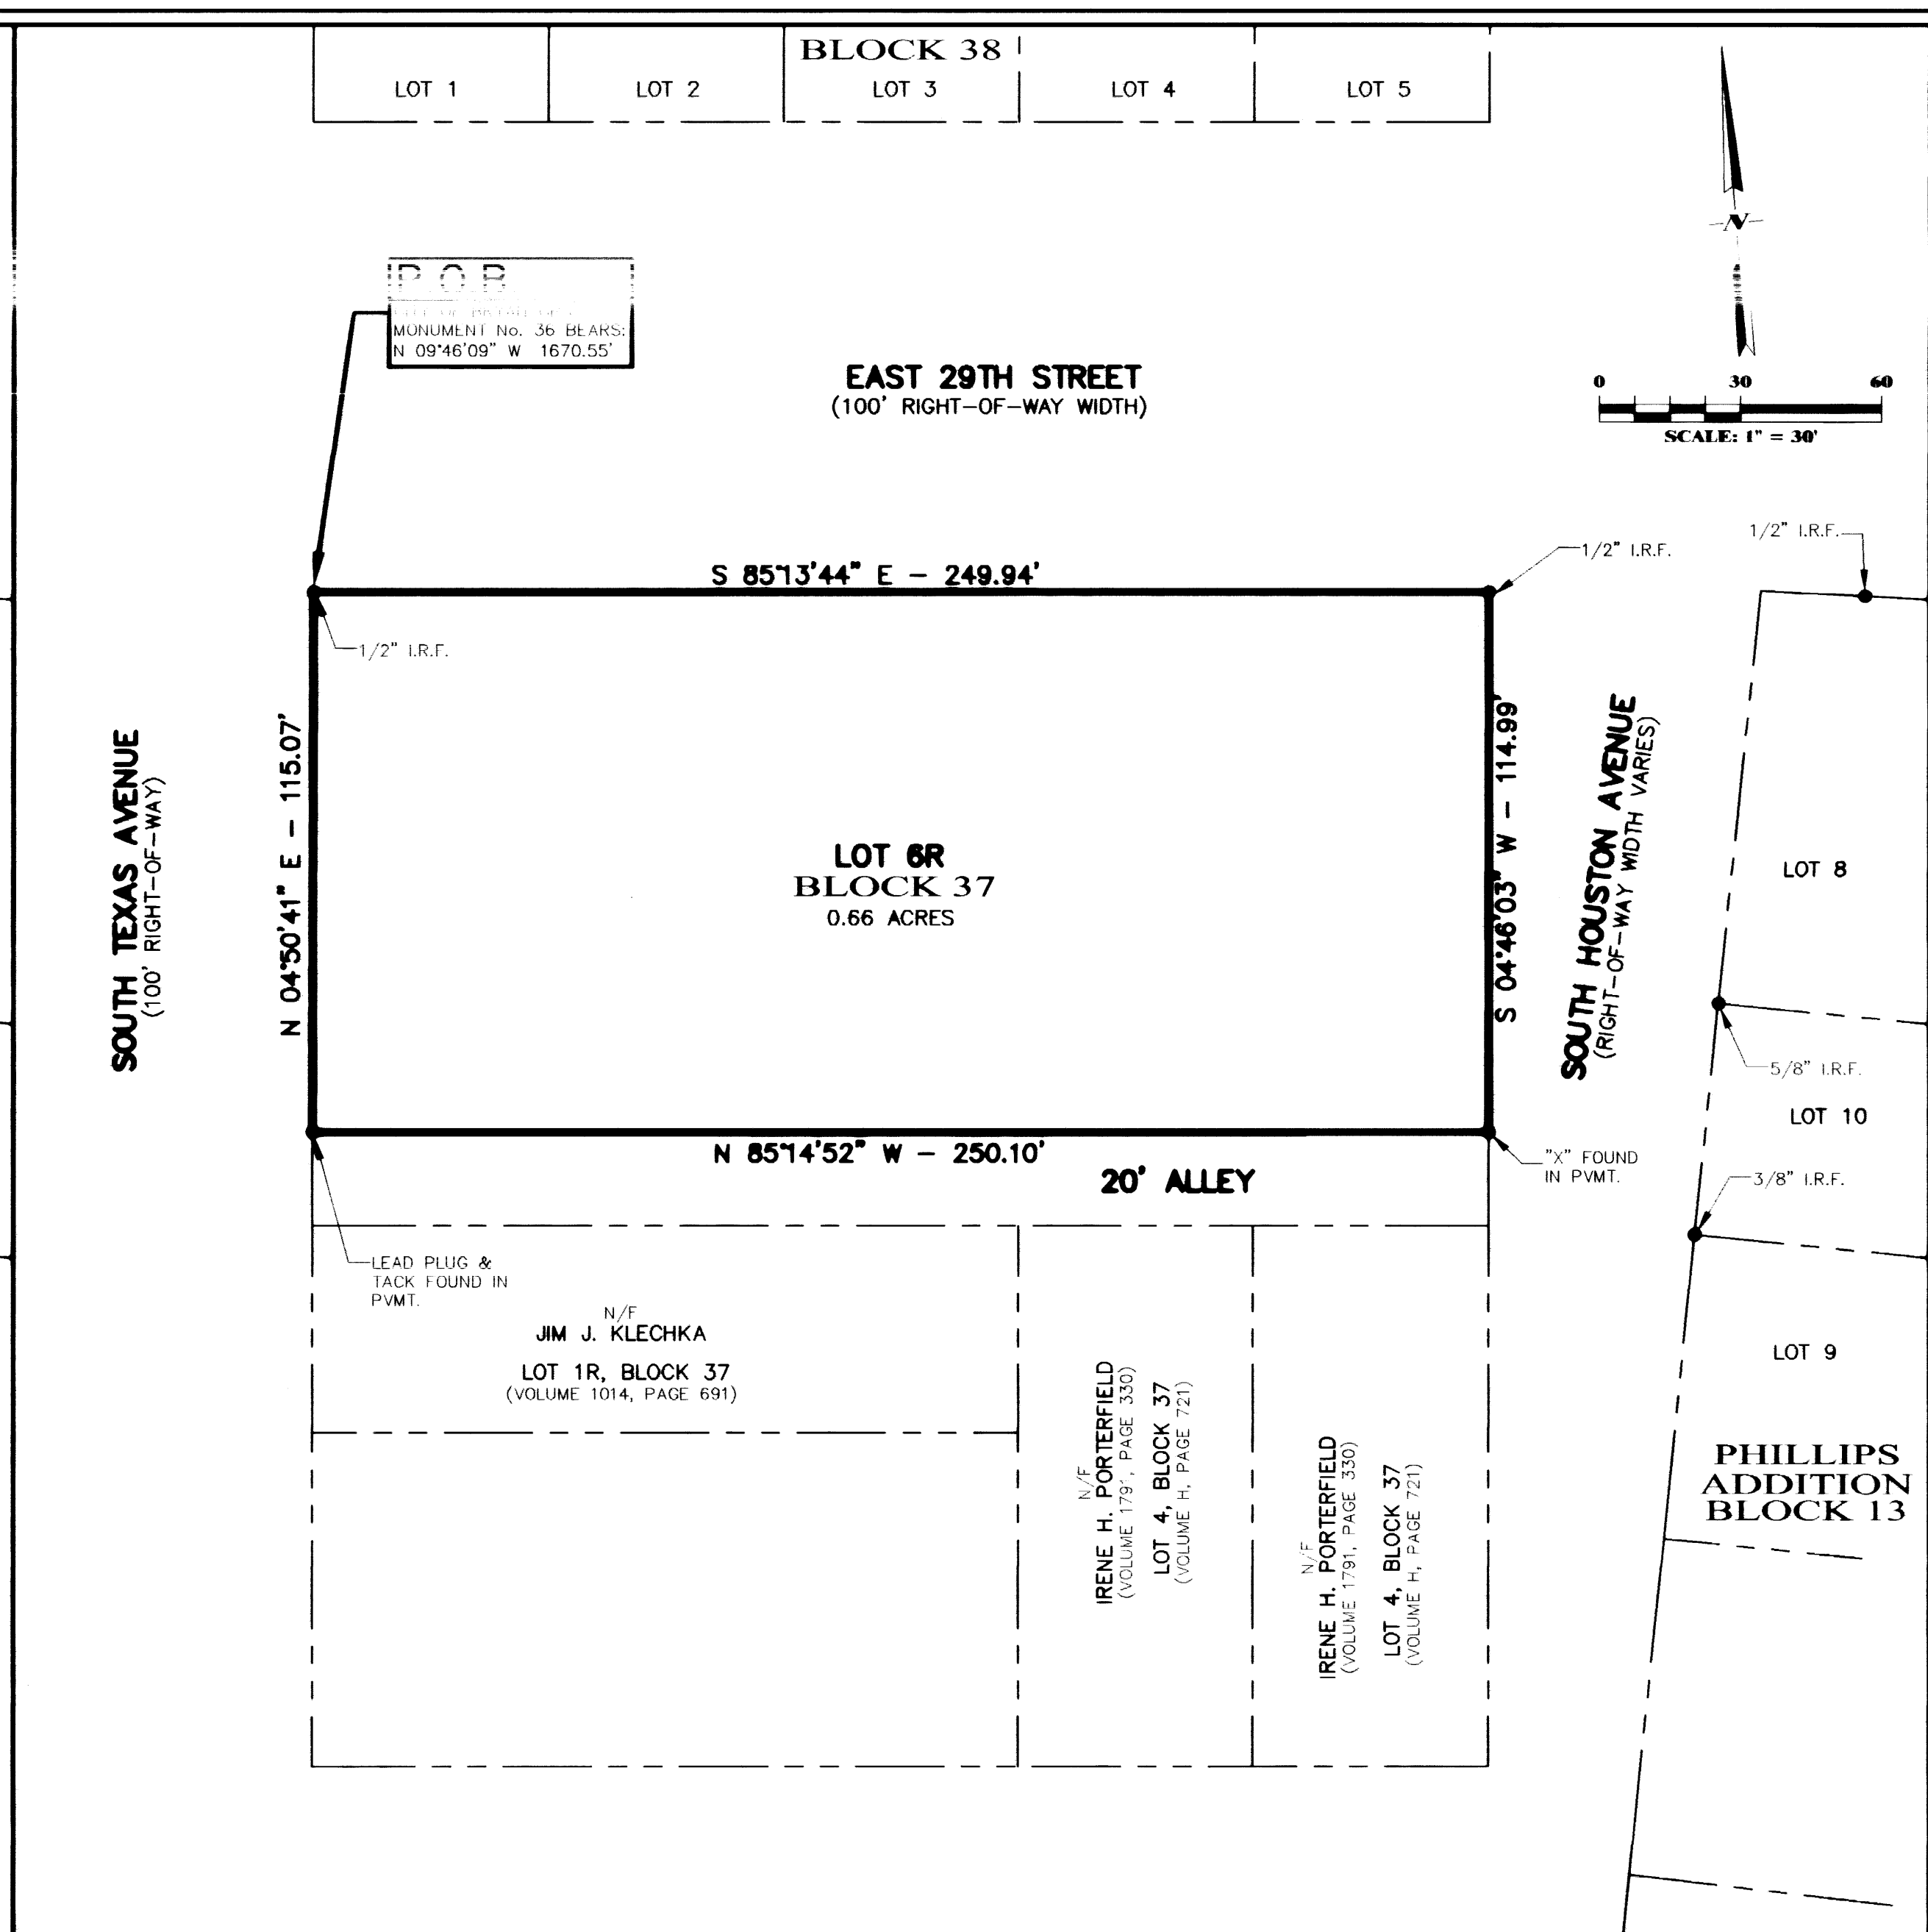 BLOCK 38
LOT 1
LOT 2
LOT 3
LOT 4
LOT 5
N
P.O.B.
MONUMENT No. 36 BEARS:
N 09°46'09" W 1670.55'
EAST 29TH STREET
(100' RIGHT-OF-WAY WIDTH)
0 30 60
SCALE: 1" = 30'
1/2" I.R.F.
1/2" I.R.F.
S 85°13'44" E - 249.94'
1/2" I.R.F.
SOUTH TEXAS AVENUE
(100' RIGHT-OF-WAY)
N 04°50'41" E - 115.07'
LOT 6R
BLOCK 37
0.66 ACRES
S 04°46'03" W - 114.99'
SOUTH HOUSTON AVENUE
(RIGHT-OF-WAY WIDTH VARIES)
LOT 8
5/8" I.R.F.
LOT 10
N 85°14'52" W - 250.10'
20' ALLEY
"X" FOUND
IN PVMT.
3/8" I.R.F.
LEAD PLUG &
TACK FOUND IN
PVMT.
N/F
JIM J. KLECHKA
LOT 1R, BLOCK 37
(VOLUME 1014, PAGE 691)
N/F
IRENE H. PORTERFIELD
(VOLUME 1791, PAGE 330)
LOT 4, BLOCK 37
(VOLUME H, PAGE 721)
N/F
IRENE H. PORTERFIELD
(VOLUME 1791, PAGE 330)
LOT 4, BLOCK 37
(VOLUME H, PAGE 721)
LOT 9
PHILLIPS
ADDITION
BLOCK 13